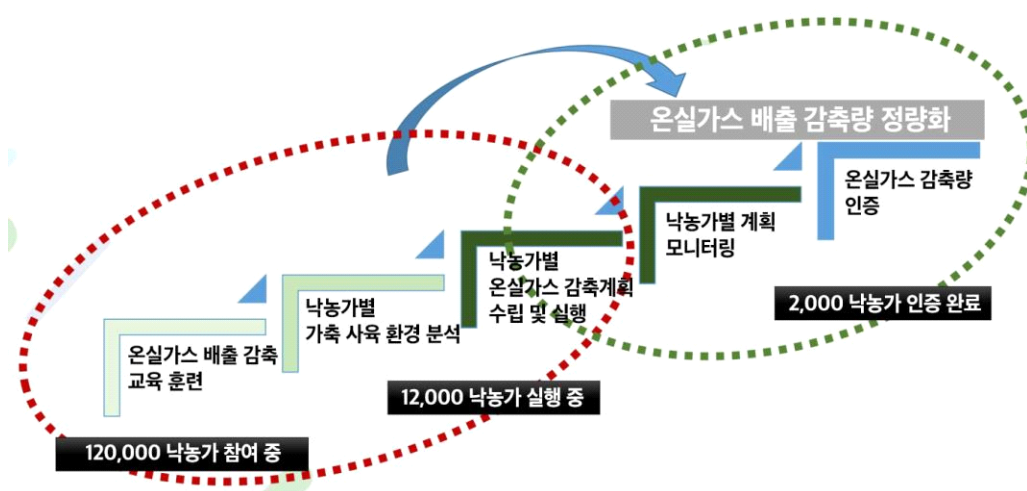 온실가스 배출 감축량 정량화
온실가스 감축량
인증
낙농가별 계획
모니터링
2,000 낙농가 인증 완료
낙농가별
온실가스 감축계획
수립 및 실행
낙농가별
가축 사육 환경 분석
12,000 낙농가 실행 중
온실가스 배출 감축
교육 훈련
120,000 낙농가 참여 중